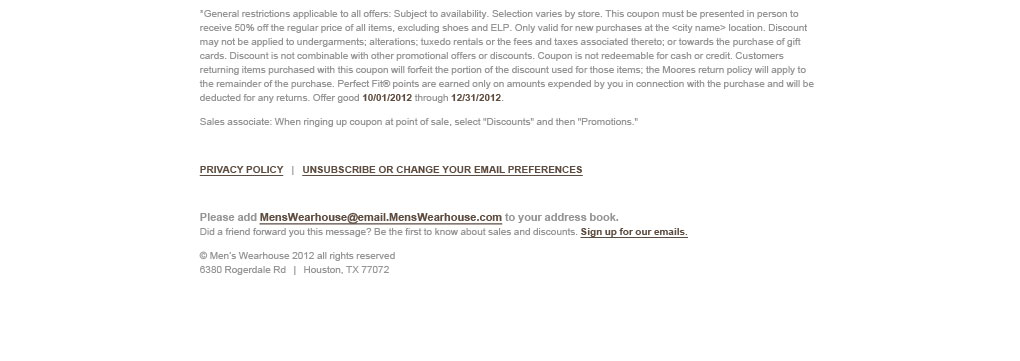 *General restrictions applicable to all offers: Subject to availability. Selection varies by store. This coupon must be presented in person to
receive 50% off the regular price of all items, excluding shoes and ELP. Only valid for new purchases at the <city name> location. Discount
may not be applied to undergarments; alterations; tuxedo rentals or the fees and taxes associated thereto; or towards the purchase of gift
cards. Discount is not combinable with other promotional offers or discounts. Coupon is not redeemable for cash or credit. Customers
returning items purchased with this coupon will forfeit the portion of the discount used for those items; the Moores return policy will apply to
the remainder of the purchase. Perfect Fit® points are earned only on amounts expended by you in connection with the purchase and will be
deducted for any returns. Offer good 10/01/2012 through 12/31/2012.
Sales associate: When ringing up coupon at point of sale, select "Discounts" and then "Promotions."
PRIVACY POLICY | UNSUBSCRIBE OR CHANGE YOUR EMAIL PREFERENCES
Please add MensWearhouse@email.MensWearhouse.com to your address book.
Did a friend forward you this message? Be the first to know about sales and discounts. Sign up for our emails.
© Men's Wearhouse 2012 all rights reserved
6380 Rogerdale Rd | Houston, TX 77072